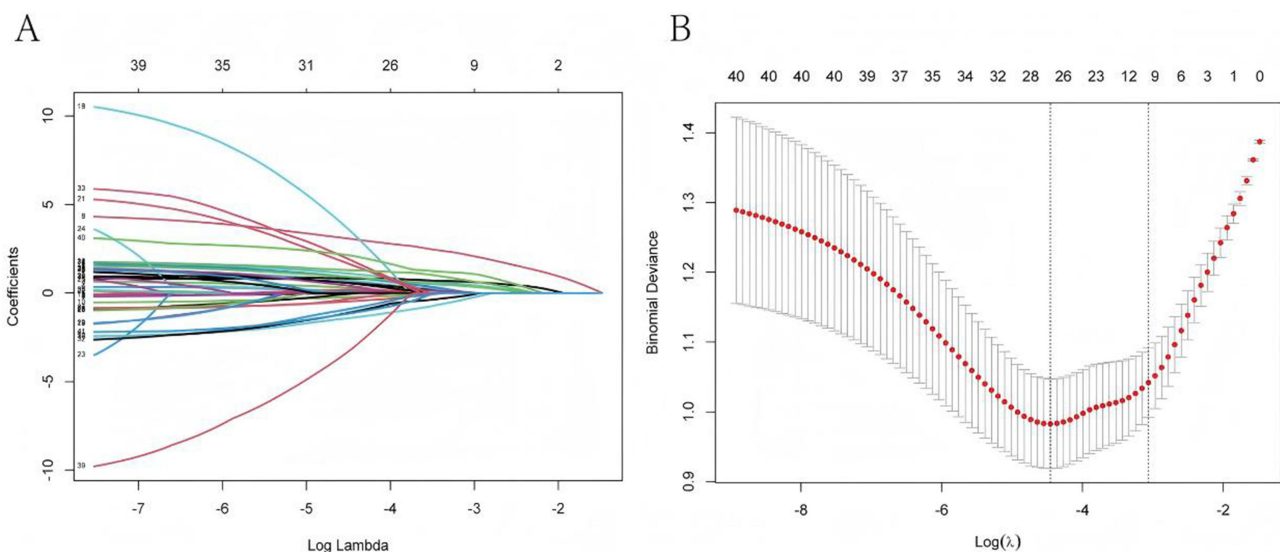 A
39 35 31 26 9 2
10
5
0
-5
-10
Coefficients
18
33
21
8
24
40
23
39
-7 -6 -5 -4 -3 -2
Log Lambda
B
40 40 40 40 39 37 35 34 32 28 26 23 12 9 6 3 1 0
1.4
1.3
1.2
1.1
1.0
0.9
Binomial Deviance
-8 -6 -4 -2
Log(λ)